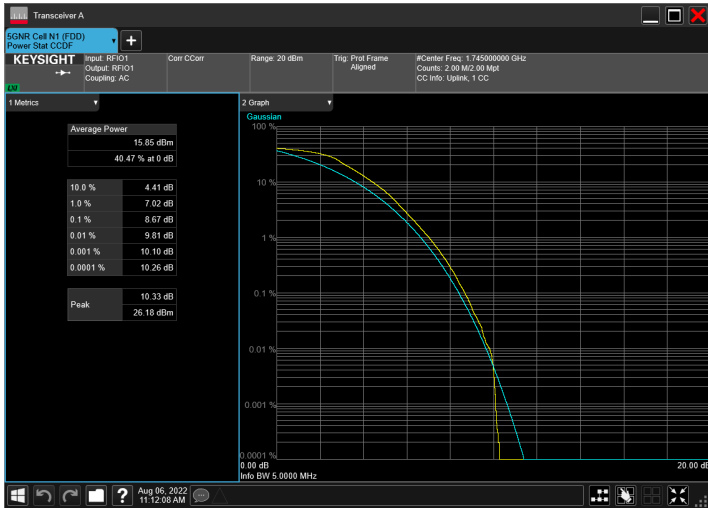 Transceiver A
5GNR Cell N1 (FDD)
Power Stat CCDF
KEYSIGHT
LXI
Input: RFIO1
Output: RFIO1
Coupling: AC
Corr CCorr
Range: 20 dBm
Trig: Prot Frame
Aligned
#Center Freq: 1.745000000 GHz
Counts: 2.00 M/2.00 Mpt
CC Info: Uplink, 1 CC
1 Metrics
Average Power
15.85 dBm
40.47 % at 0 dB
10.0 % 4.41 dB
1.0 % 7.02 dB
0.1 % 8.67 dB
0.01 % 9.81 dB
0.001 % 10.10 dB
0.0001 % 10.26 dB
Peak
10.33 dB
26.18 dBm
2 Graph
Gaussian
100 %
10 %
1 %
0.1 %
0.01 %
0.001 %
0.0001 %
0.00 dB 20.00 dB
Info BW 5.0000 MHz
?
Aug 06, 2022
11:12:08 AM